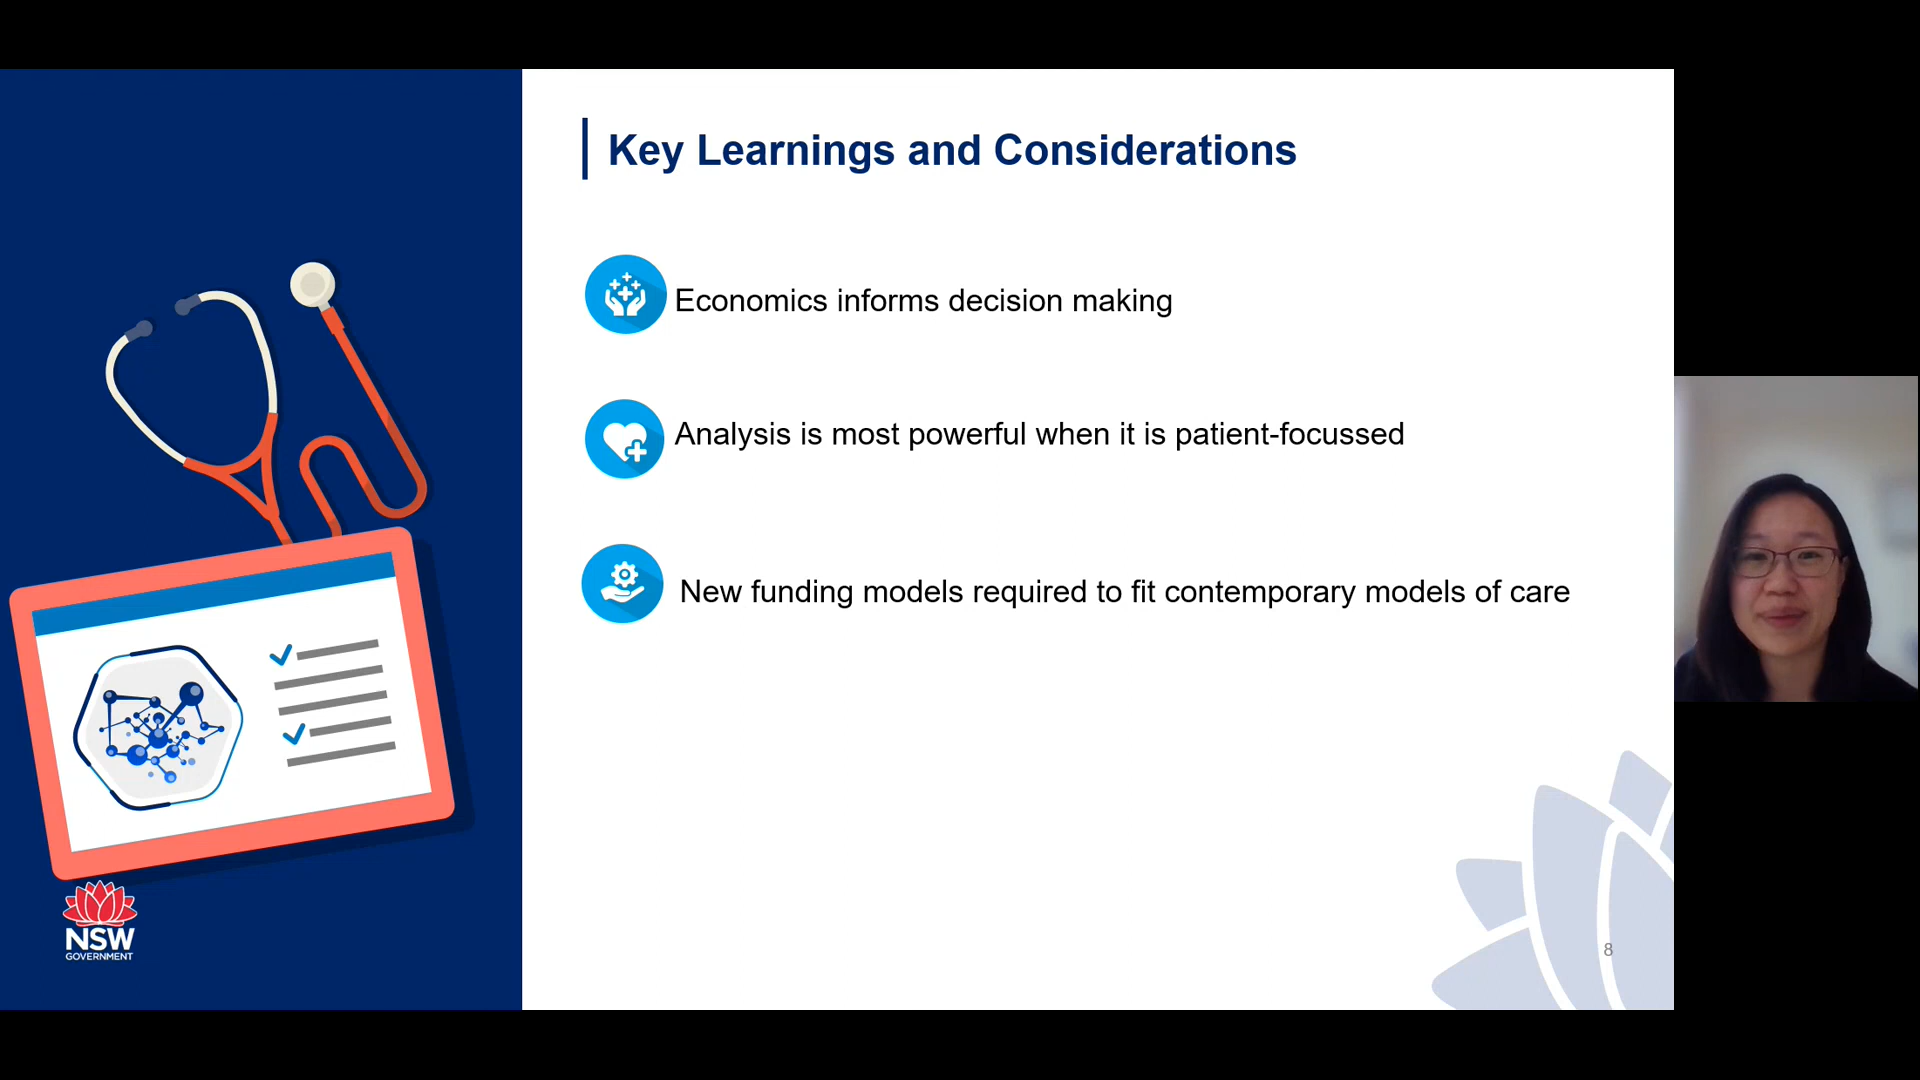 Key Learnings and Considerations
Economics informs decision making
Analysis is most powerful when it is patient-focussed
New funding models required to fit contemporary models of care
NSW
GOVERNMENT
8